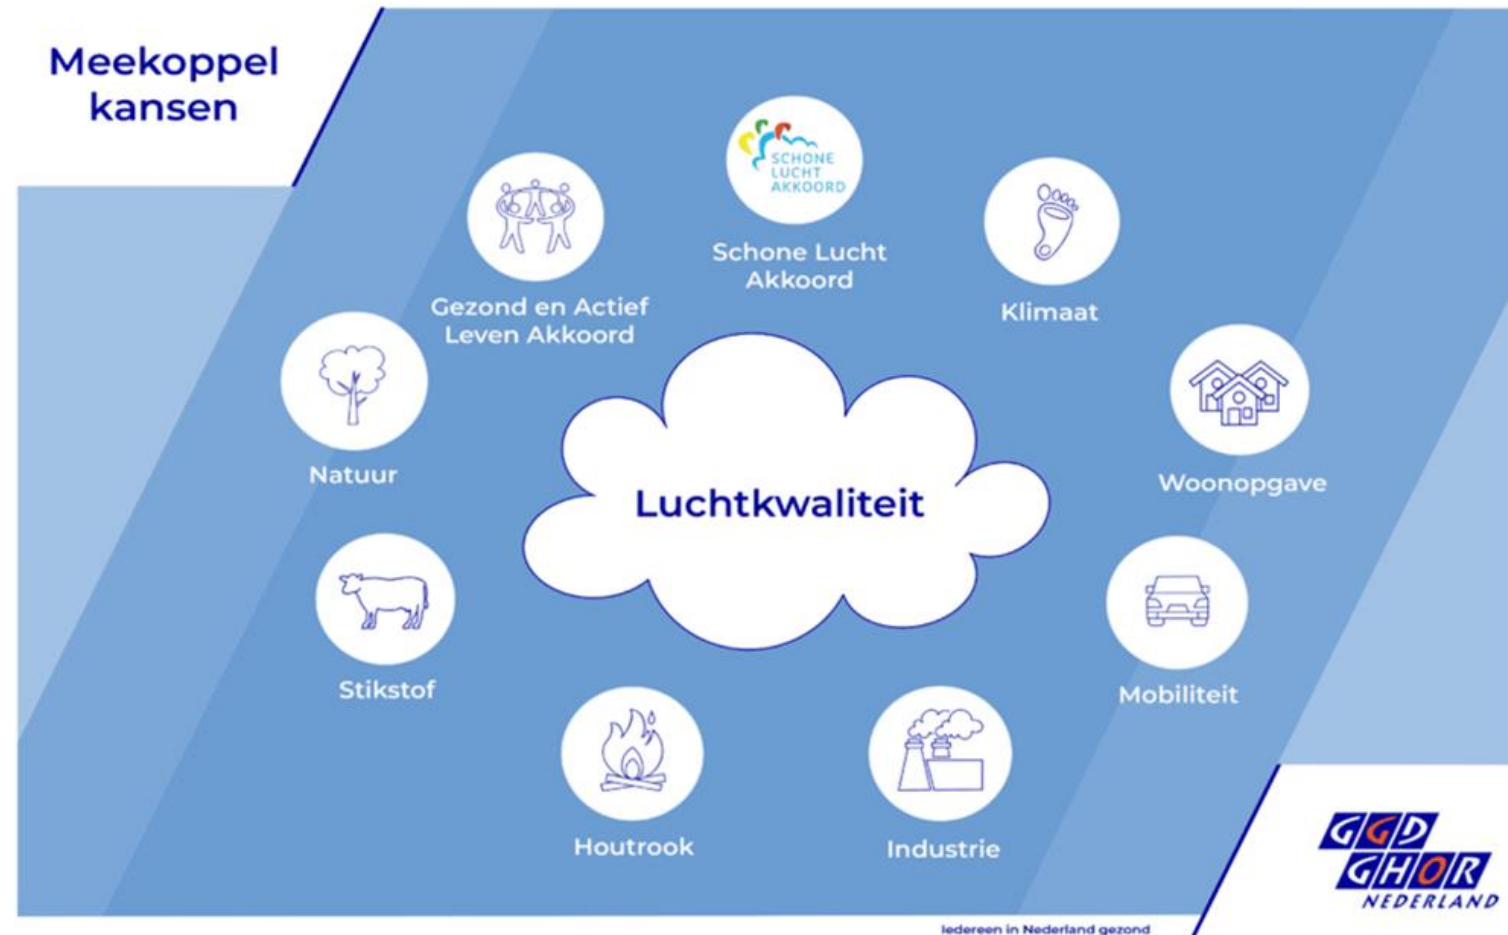 Meekoppel
kansen
SCHONE
LUCHT
AKKOORD
Schone Lucht
Akkoord
Gezond en Actief
Leven Akkoord
Klimaat
Natuur
Woonopgave
Luchtkwaliteit
Stikstof
Mobiliteit
Houtrook
Industrie
GGD
GHOR
NEDERLAND
Iedereen in Nederland gezond